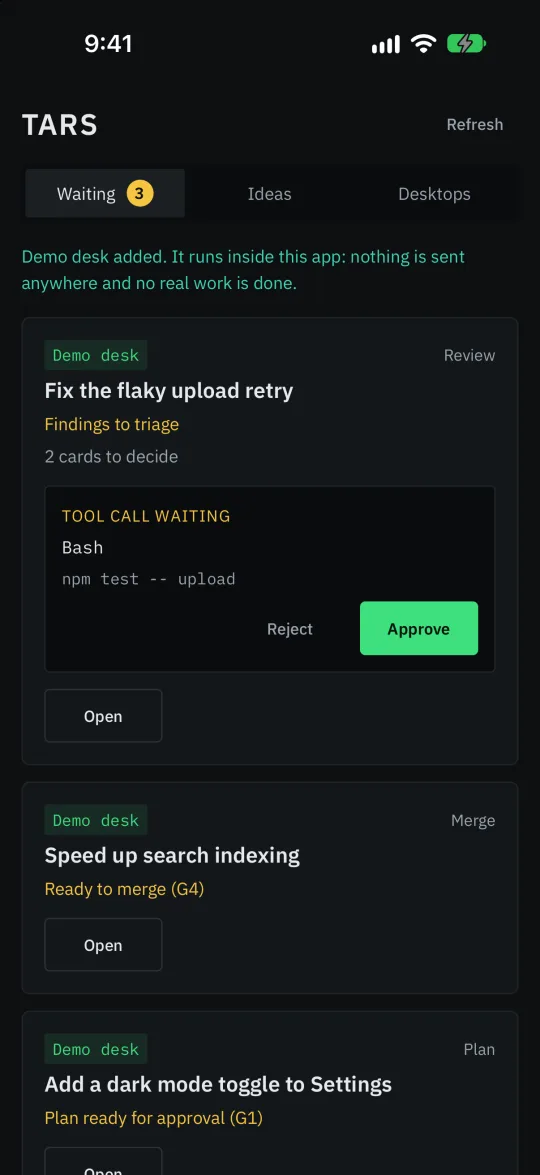 9:41
TARS
Refresh
Waiting 3
Ideas
Desktops
Demo desk added. It runs inside this app: nothing is sent
anywhere and no real work is done.
Demo desk
Review
Fix the flaky upload retry
Findings to triage
2 cards to decide
TOOL CALL WAITING
Bash
npm test -- upload
Reject
Approve
Open
Demo desk
Merge
Speed up search indexing
Ready to merge (G4)
Open
Demo desk
Plan
Add a dark mode toggle to Settings
Plan ready for approval (G1)
Open